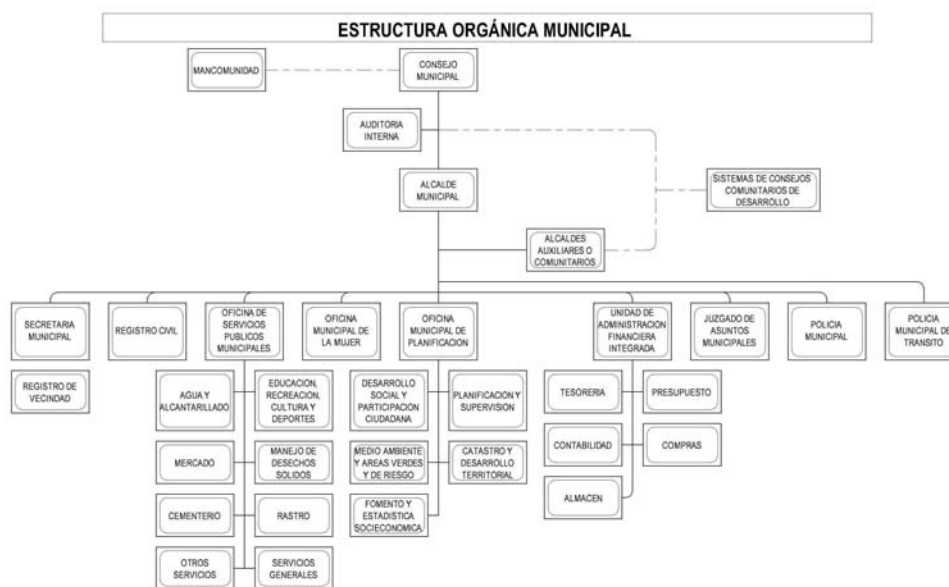 ESTRUCTURA ORGÁNICA MUNICIPAL
MANCOMUNIDAD
CONSEJO
MUNICIPAL
AUDITORIA
INTERNA
ALCALDE
MUNICIPAL
SISTEMAS DE CONSEJOS
COMUNITARIOS DE
DESARROLLO
ALCALDES
AUXILIARES O
COMUNITARIOS
SECRETARIA
MUNICIPAL
REGISTRO CIVIL
OFICINA DE
SERVICIOS
PUBLICOS
MUNICIPALES
OFICINA
MUNICIPAL DE
LA MUJER
OFICINA
MUNICIPAL DE
PLANIFICACIÓN
UNIDAD DE
ADMINISTRACIÓN
FINANCIERA
INTEGRADA
JUZGADO DE
ASUNTOS
MUNICIPALES
POLICIA
MUNICIPAL
POLICIA
MUNICIPAL DE
TRANSITO
REGISTRO DE
VECINDAD
AGUA Y
ALCANTARILLADO
EDUCACION,
RECREACION,
CULTURA Y
DEPORTES
DESARROLLO
SOCIAL Y
PARTICIPACION
CIUDADANA
PLANIFICACION Y
SUPERVISION
TESORERIA
PRESUPUESTO
MERCADO
MANEJO DE
DESECHOS
SOLIDOS
MEDIO AMBIENTE
Y AREAS VERDES
Y DE RIESGO
CATASTRO Y
DESARROLLO
TERRITORIAL
CONTABILIDAD
COMPRAS
CEMENTERIO
RASTRO
FOMENTO Y
ESTADISTICA
SOCIECONOMICA
ALMACEN
OTROS
SERVICIOS
SERVICIOS
GENERALES